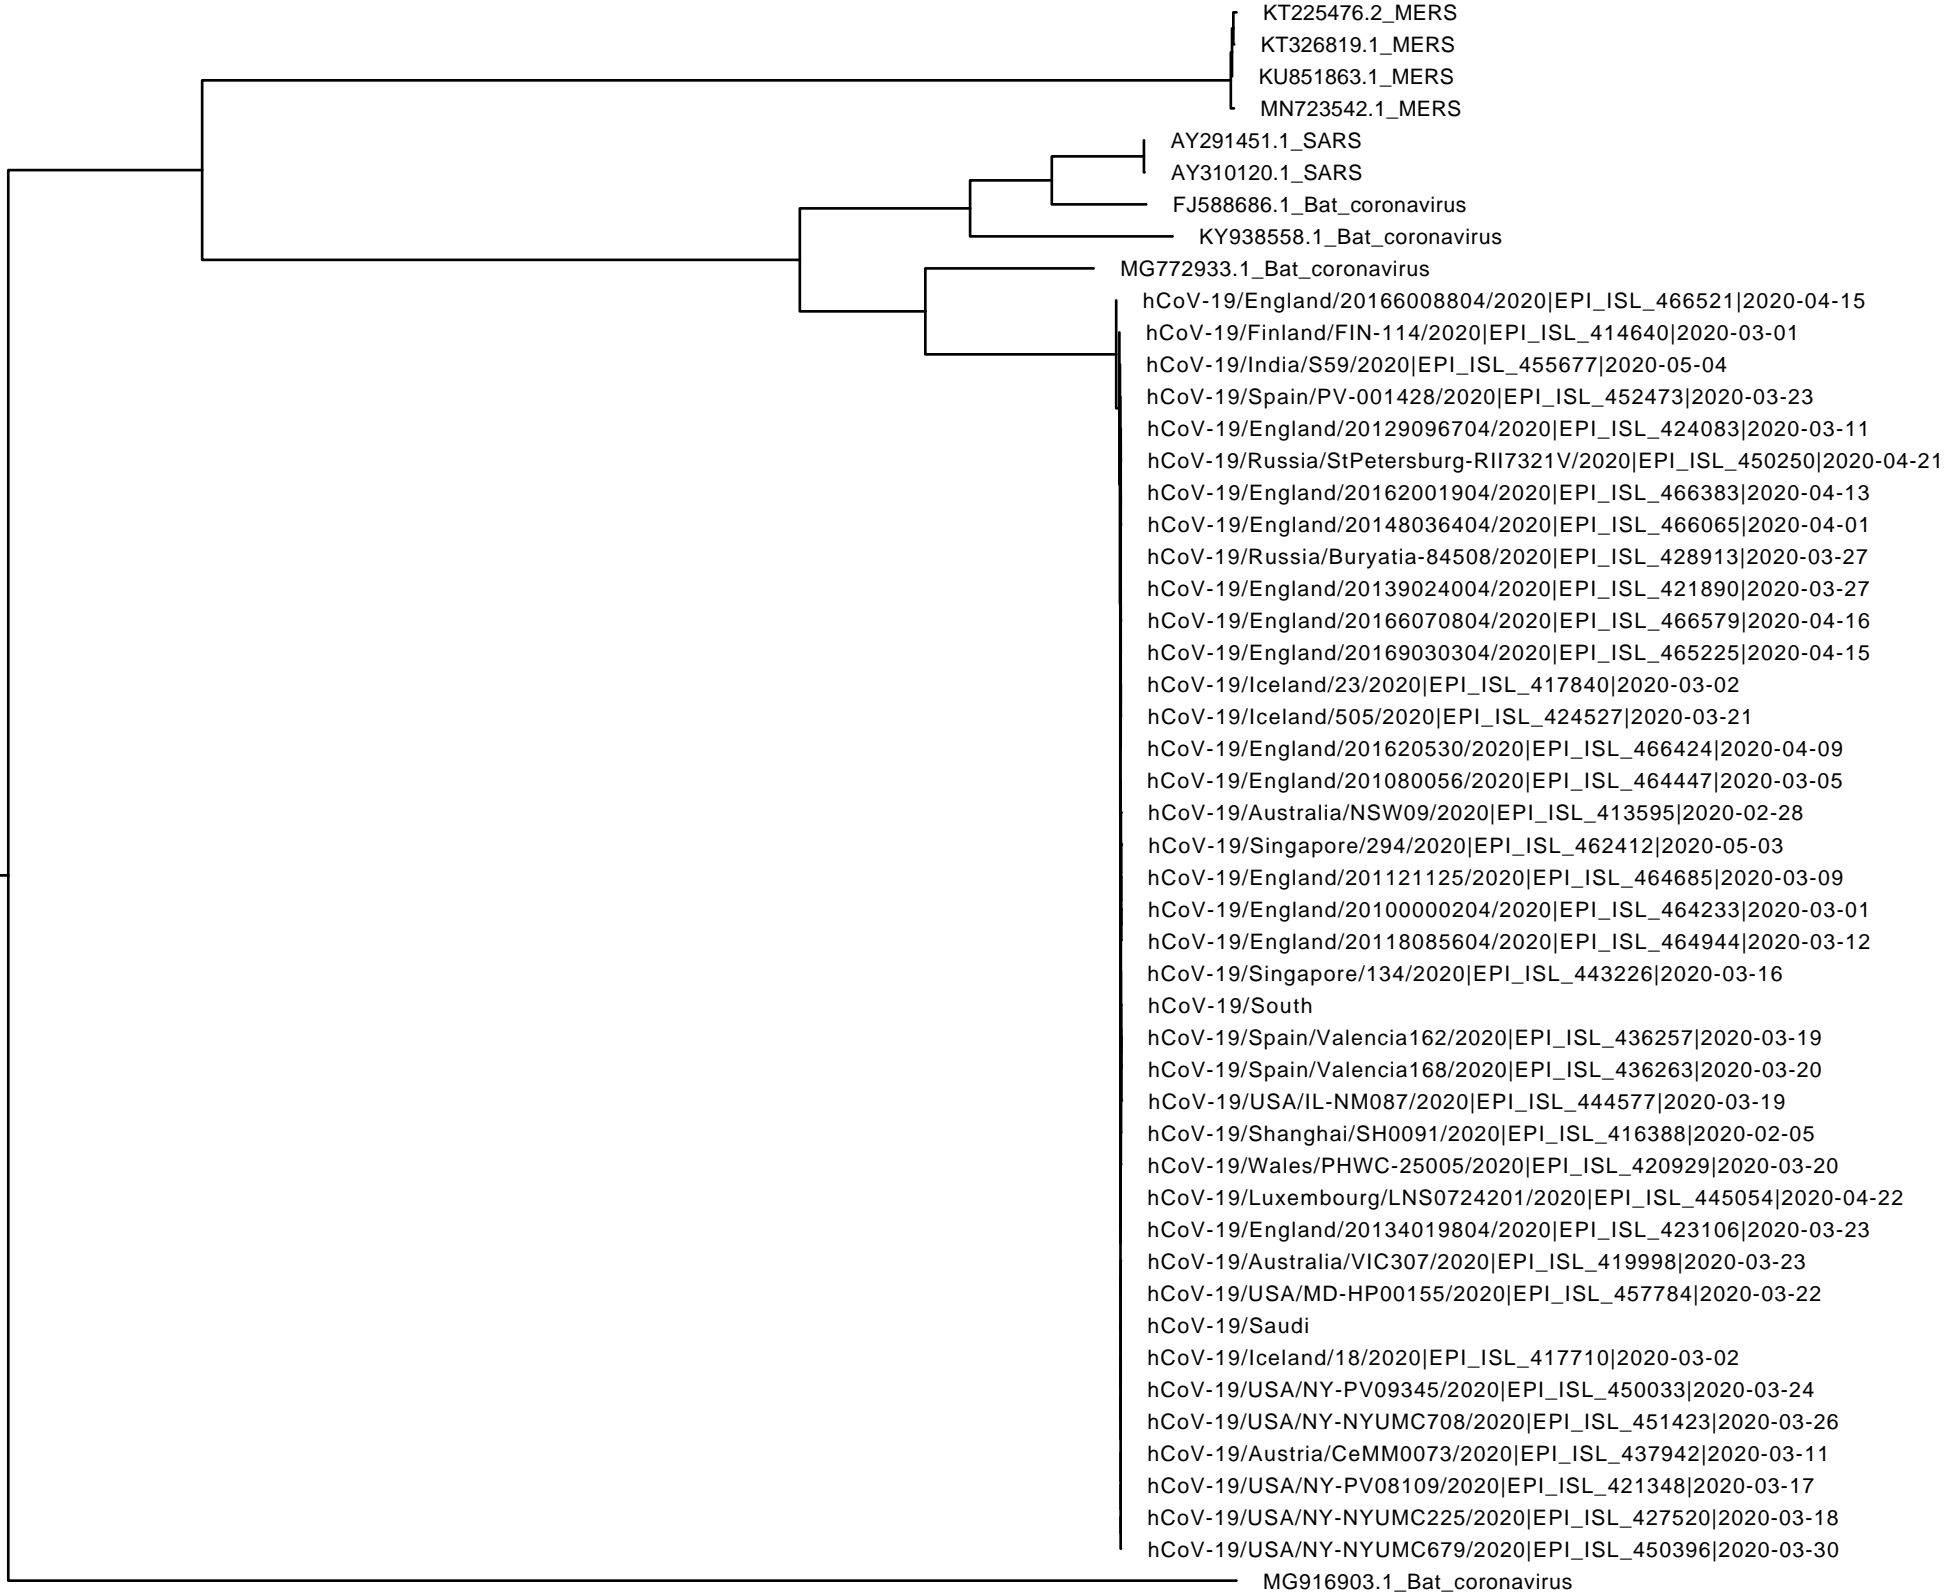 KT225476.2_MERS
KT326819.1_MERS
KU851863.1_MERS
MN723542.1_MERS
AY291451.1_SARS
AY310120.1_SARS
FJ588686.1_Bat_coronavirus
KY938558.1_Bat_coronavirus
MG772933.1_Bat_coronavirus
hCoV-19/England/20166008804/2020|EPI_ISL_466521|2020-04-15
hCoV-19/Finland/FIN-114/2020|EPI_ISL_414640|2020-03-01
hCoV-19/India/S59/2020|EPI_ISL_455677|2020-05-04
hCoV-19/Spain/PV-001428/2020|EPI_ISL_452473|2020-03-23
hCoV-19/England/20129096704/2020|EPI_ISL_424083|2020-03-11
hCoV-19/Russia/StPetersburg-RII7321V/2020|EPI_ISL_450250|2020-04-21
hCoV-19/England/20162001904/2020|EPI_ISL_466383|2020-04-13
hCoV-19/England/20148036404/2020|EPI_ISL_466065|2020-04-01
hCoV-19/Russia/Buryatia-84508/2020|EPI_ISL_428913|2020-03-27
hCoV-19/England/20139024004/2020|EPI_ISL_421890|2020-03-27
hCoV-19/England/20166070804/2020|EPI_ISL_466579|2020-04-16
hCoV-19/England/20169030304/2020|EPI_ISL_465225|2020-04-15
hCoV-19/Iceland/23/2020|EPI_ISL_417840|2020-03-02
hCoV-19/Iceland/505/2020|EPI_ISL_424527|2020-03-21
hCoV-19/England/201620530/2020|EPI_ISL_466424|2020-04-09
hCoV-19/England/201080056/2020|EPI_ISL_464447|2020-03-05
hCoV-19/Australia/NSW09/2020|EPI_ISL_413595|2020-02-28
hCoV-19/Singapore/294/2020|EPI_ISL_462412|2020-05-03
hCoV-19/England/201121125/2020|EPI_ISL_464685|2020-03-09
hCoV-19/England/20100000204/2020|EPI_ISL_464233|2020-03-01
hCoV-19/England/20118085604/2020|EPI_ISL_464944|2020-03-12
hCoV-19/Singapore/134/2020|EPI_ISL_443226|2020-03-16
hCoV-19/South
hCoV-19/Spain/Valencia162/2020|EPI_ISL_436257|2020-03-19
hCoV-19/Spain/Valencia168/2020|EPI_ISL_436263|2020-03-20
hCoV-19/USA/IL-NM087/2020|EPI_ISL_444577|2020-03-19
hCoV-19/Shanghai/SH0091/2020|EPI_ISL_416388|2020-02-05
hCoV-19/Wales/PHWC-25005/2020|EPI_ISL_420929|2020-03-20
hCoV-19/Luxembourg/LNS0724201/2020|EPI_ISL_445054|2020-04-22
hCoV-19/England/20134019804/2020|EPI_ISL_423106|2020-03-23
hCoV-19/Australia/VIC307/2020|EPI_ISL_419998|2020-03-23
hCoV-19/USA/MD-HP00155/2020|EPI_ISL_457784|2020-03-22
hCoV-19/Saudi
hCoV-19/Iceland/18/2020|EPI_ISL_417710|2020-03-02
hCoV-19/USA/NY-PV09345/2020|EPI_ISL_450033|2020-03-24
hCoV-19/USA/NY-NYUMC708/2020|EPI_ISL_451423|2020-03-26
hCoV-19/Austria/CeMM0073/2020|EPI_ISL_437942|2020-03-11
hCoV-19/USA/NY-PV08109/2020|EPI_ISL_421348|2020-03-17
hCoV-19/USA/NY-NYUMC225/2020|EPI_ISL_427520|2020-03-18
hCoV-19/USA/NY-NYUMC679/2020|EPI_ISL_450396|2020-03-30
MG916903.1_Bat_coronavirus